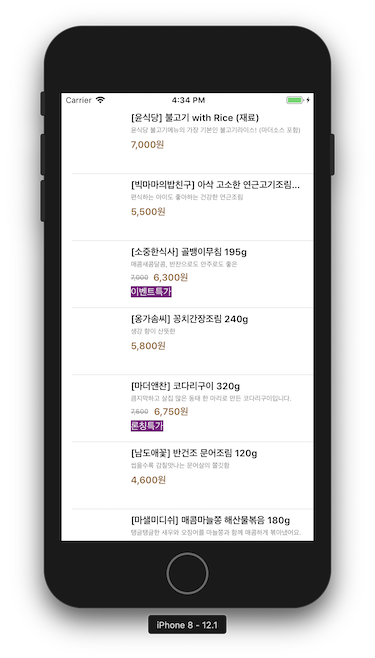 Carrier 4:34 PM
[윤식당] 불고기 with Rice (재료)
윤식당 불고기메뉴의 가장 기본인 불고기라이스! (마더소스 포함)
7,000원
[빅마마의밥친구] 아삭 고소한 연근고기조림...
편식하는 아이도 좋아하는 건강한 연근조림
5,500원
[소중한식사] 골뱅이무침 195g
매콤새콤달콤, 반찬으로도 안주로도 좋은
7,000 6,300원
이벤트특가
[옹가솜씨] 꽁치간장조림 240g
생강 향이 산뜻한
5,800원
[마더앤찬] 코다리구이 320g
큼지막하고 살집 많은 동태 한 마리로 만든 코다리구이입니다.
7,500 6,750원
론칭특가
[남도애꽃] 반건조 문어조림 120g
씹을수록 감칠맛나는 문어살의 쫄깃함
4,600원
[마샐미디쉬] 매콤마늘쫑 해산물볶음 180g
탱글탱글한 새우와 오징어를 마늘쫑과 함께 매콤하게 볶아냈어요.
iPhone 8 - 12.1